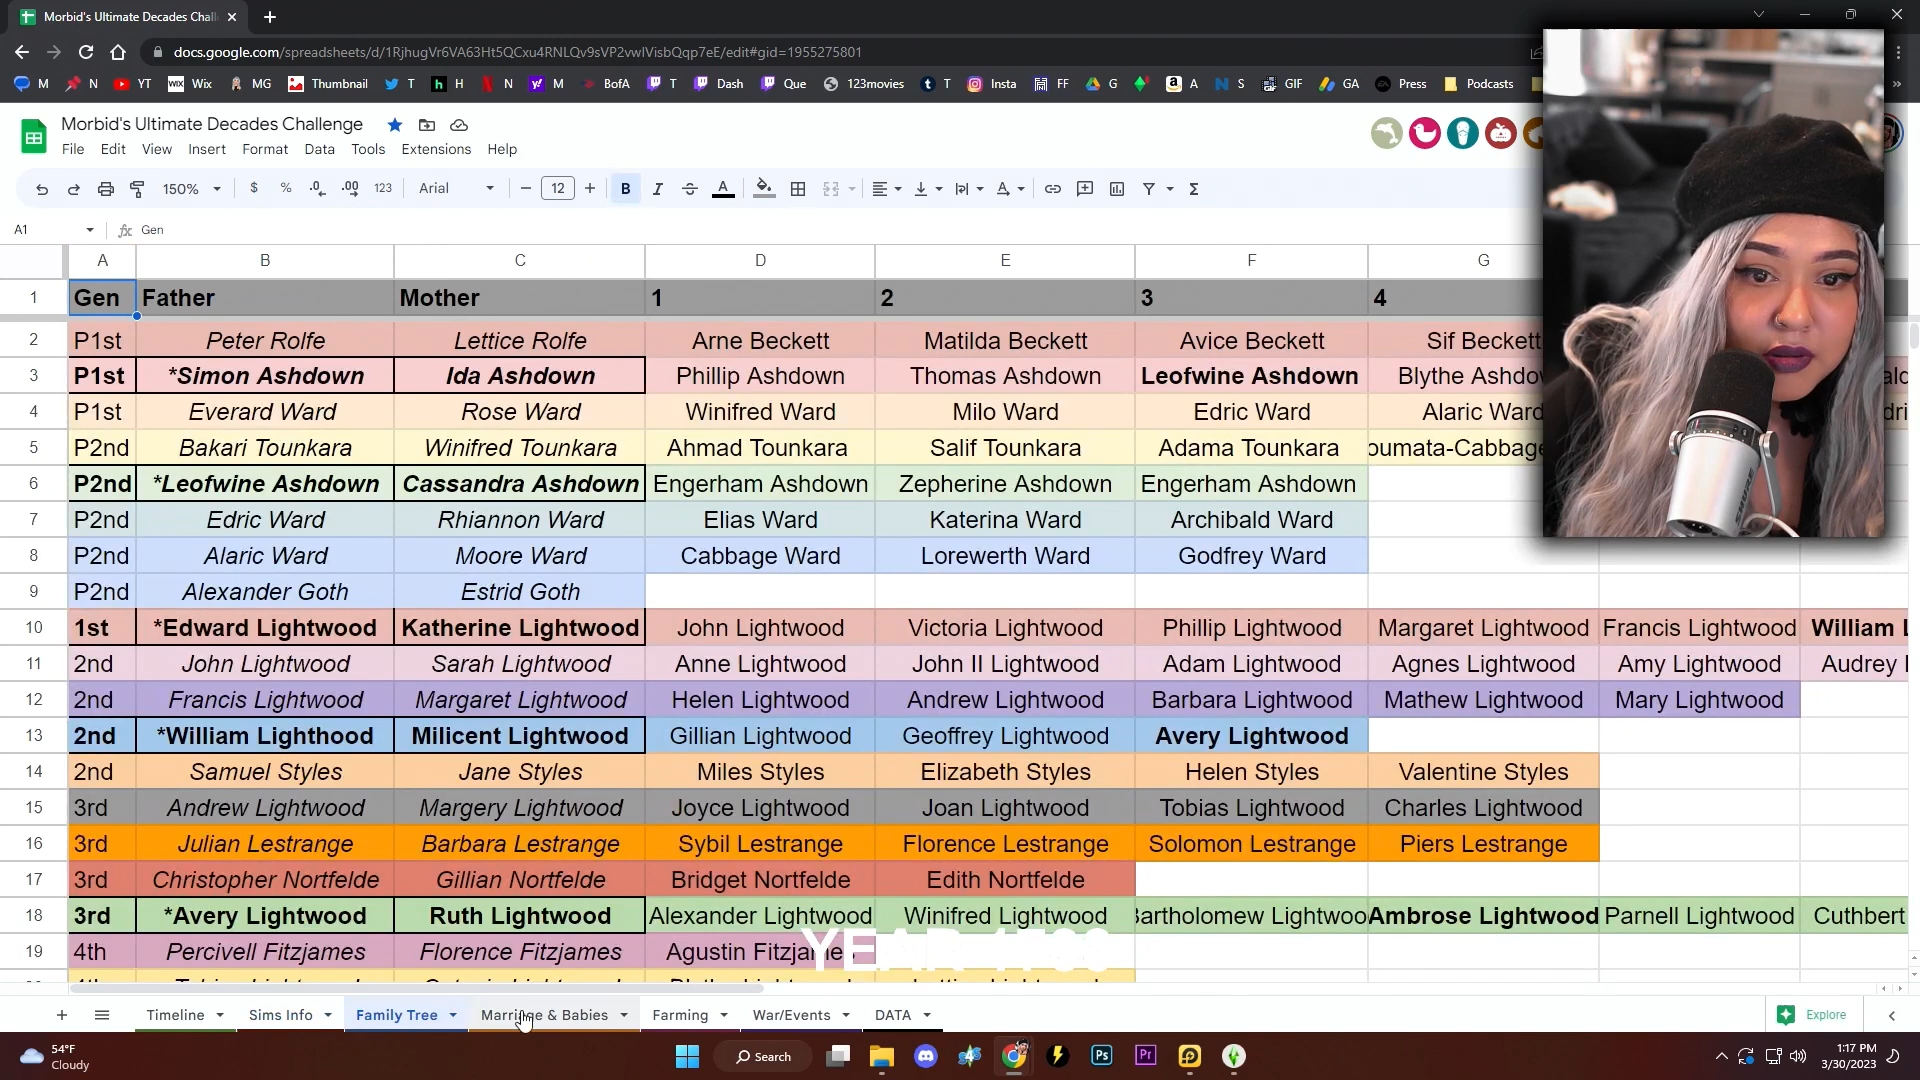 Morbid's Ultimate Decades Chall
docs.google.com/spreadsheets/d/1RjhugVr6VA63Ht5QCxu4RNLQv9sVP2vwlVisbQqp7eE/edit#gid=1955275801
M N YT Wix MG Thumbnail T H N M BofA T Dash Que 123movies T Insta FF G A S GIF GA Press Podcasts
Morbid's Ultimate Decades Challenge
File Edit View Insert Format Data Tools Extensions Help
150% $ % .0 .00 123 Arial 12 B I A
A1 fx Gen
A B C D E F G
1 Gen Father Mother 1 2 3 4
2 P1st Peter Rolfe Lettice Rolfe Arne Beckett Matilda Beckett Avice Beckett Sif Beckett
3 P1st *Simon Ashdown Ida Ashdown Phillip Ashdown Thomas Ashdown Leofwine Ashdown Blythe Ashdo
4 P1st Everard Ward Rose Ward Winifred Ward Milo Ward Edric Ward Alaric Ward
5 P2nd Bakari Tounkara Winifred Tounkara Ahmad Tounkara Salif Tounkara Adama Tounkara oumata-Cabbage
6 P2nd *Leofwine Ashdown Cassandra Ashdown Engerham Ashdown Zepherine Ashdown Engerham Ashdown
7 P2nd Edric Ward Rhiannon Ward Elias Ward Katerina Ward Archibald Ward
8 P2nd Alaric Ward Moore Ward Cabbage Ward Lorewerth Ward Godfrey Ward
9 P2nd Alexander Goth Estrid Goth
10 1st *Edward Lightwood Katherine Lightwood John Lightwood Victoria Lightwood Phillip Lightwood Margaret Lightwood Francis Lightwood William L
11 2nd John Lightwood Sarah Lightwood Anne Lightwood John II Lightwood Adam Lightwood Agnes Lightwood Amy Lightwood Audrey
12 2nd Francis Lightwood Margaret Lightwood Helen Lightwood Andrew Lightwood Barbara Lightwood Mathew Lightwood Mary Lightwood
13 2nd *William Lighthood Milicent Lightwood Gillian Lightwood Geoffrey Lightwood Avery Lightwood
14 2nd Samuel Styles Jane Styles Miles Styles Elizabeth Styles Helen Styles Valentine Styles
15 3rd Andrew Lightwood Margery Lightwood Joyce Lightwood Joan Lightwood Tobias Lightwood Charles Lightwood
16 3rd Julian Lestrange Barbara Lestrange Sybil Lestrange Florence Lestrange Solomon Lestrange Piers Lestrange
17 3rd Christopher Nortfelde Gillian Nortfelde Bridget Nortfelde Edith Nortfelde
18 3rd *Avery Lightwood Ruth Lightwood Alexander Lightwood Winifred Lightwood Bartholomew Lightwoo Ambrose Lightwood Parnell Lightwood Cuthbert
19 4th Percivell Fitzjames Florence Fitzjames Agustin Fitzjames
YEAR
Timeline Sims Info Family Tree Marriage & Babies Farming War/Events DATA Explore
54°F
Cloudy
Search
1:17 PM
3/30/2023